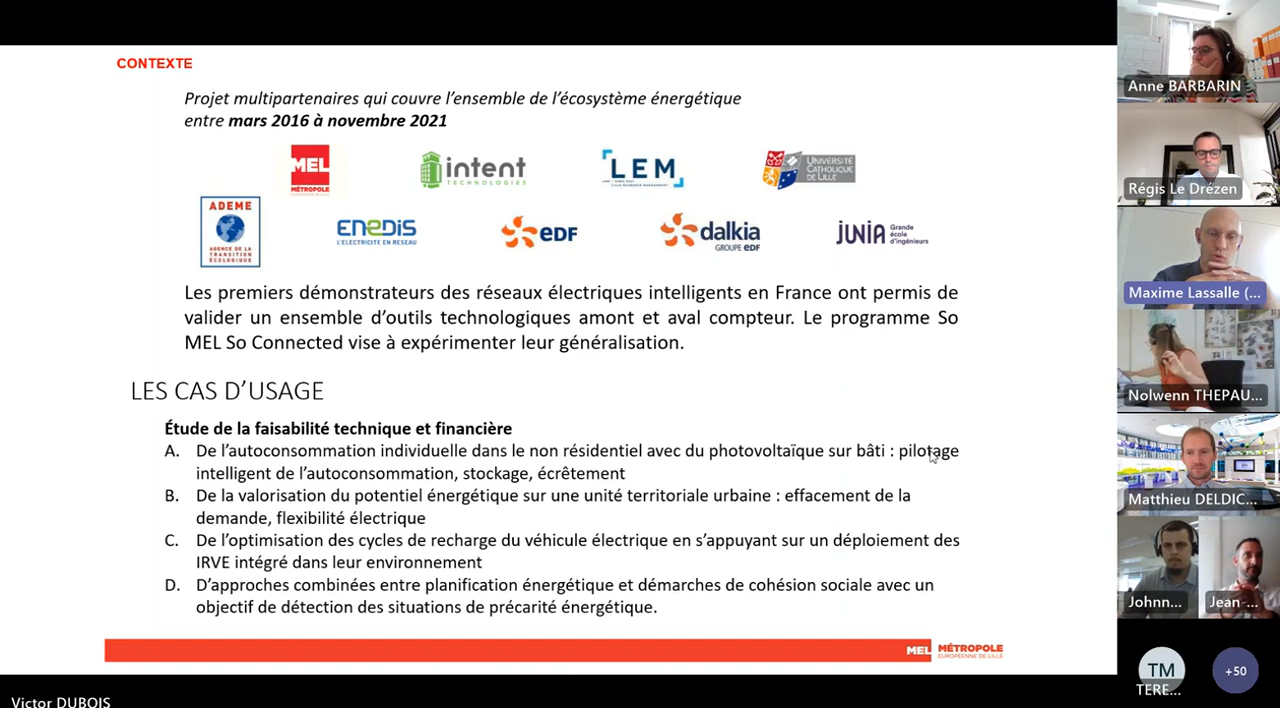 CONTEXTE
Projet multipartenaires qui couvre l'ensemble de l'écosystème énergétique
entre mars 2016 à novembre 2021
MEL
MÉTROPOLE
intent
TECHNOLOGIES
LEM
UNIVERSITÉ
CATHOLIQUE
DE LILLE
ADEME
AGENCE DE LA
TRANSITION
ÉCOLOGIQUE
ENEDIS
L'ELECTRICITE EN RESEAU
EDF
dalkia
GROUPE EDF
JUNIA
Grande
école
d'ingénieurs
Les premiers démonstrateurs des réseaux électriques intelligents en France ont permis de
valider un ensemble d'outils technologiques amont et aval compteur. Le programme So
MEL So Connected vise à expérimenter leur généralisation.
LES CAS D'USAGE
Étude de la faisabilité technique et financière
A. De l'autoconsommation individuelle dans le non résidentiel avec du photovoltaïque sur bâti : pilotage
intelligent de l'autoconsommation, stockage, écrêtement
B. De la valorisation du potentiel énergétique sur une unité territoriale urbaine : effacement de la
demande, flexibilité électrique
C. De l'optimisation des cycles de recharge du véhicule électrique en s'appuyant sur un déploiement des
IRVE intégré dans leur environnement
D. D'approches combinées entre planification énergétique et démarches de cohésion sociale avec un
objectif de détection des situations de précarité énergétique.
MEL
MÉTROPOLE
EUROPÉENNE DE LILLE
Anne BARBARIN
Régis Le Drézen
Maxime Lassalle (...
Nolwenn THEPAU...
Matthieu DELDIC...
Johnn...
Jean-...
TM
TERE...
+50
Victor DUBOIS